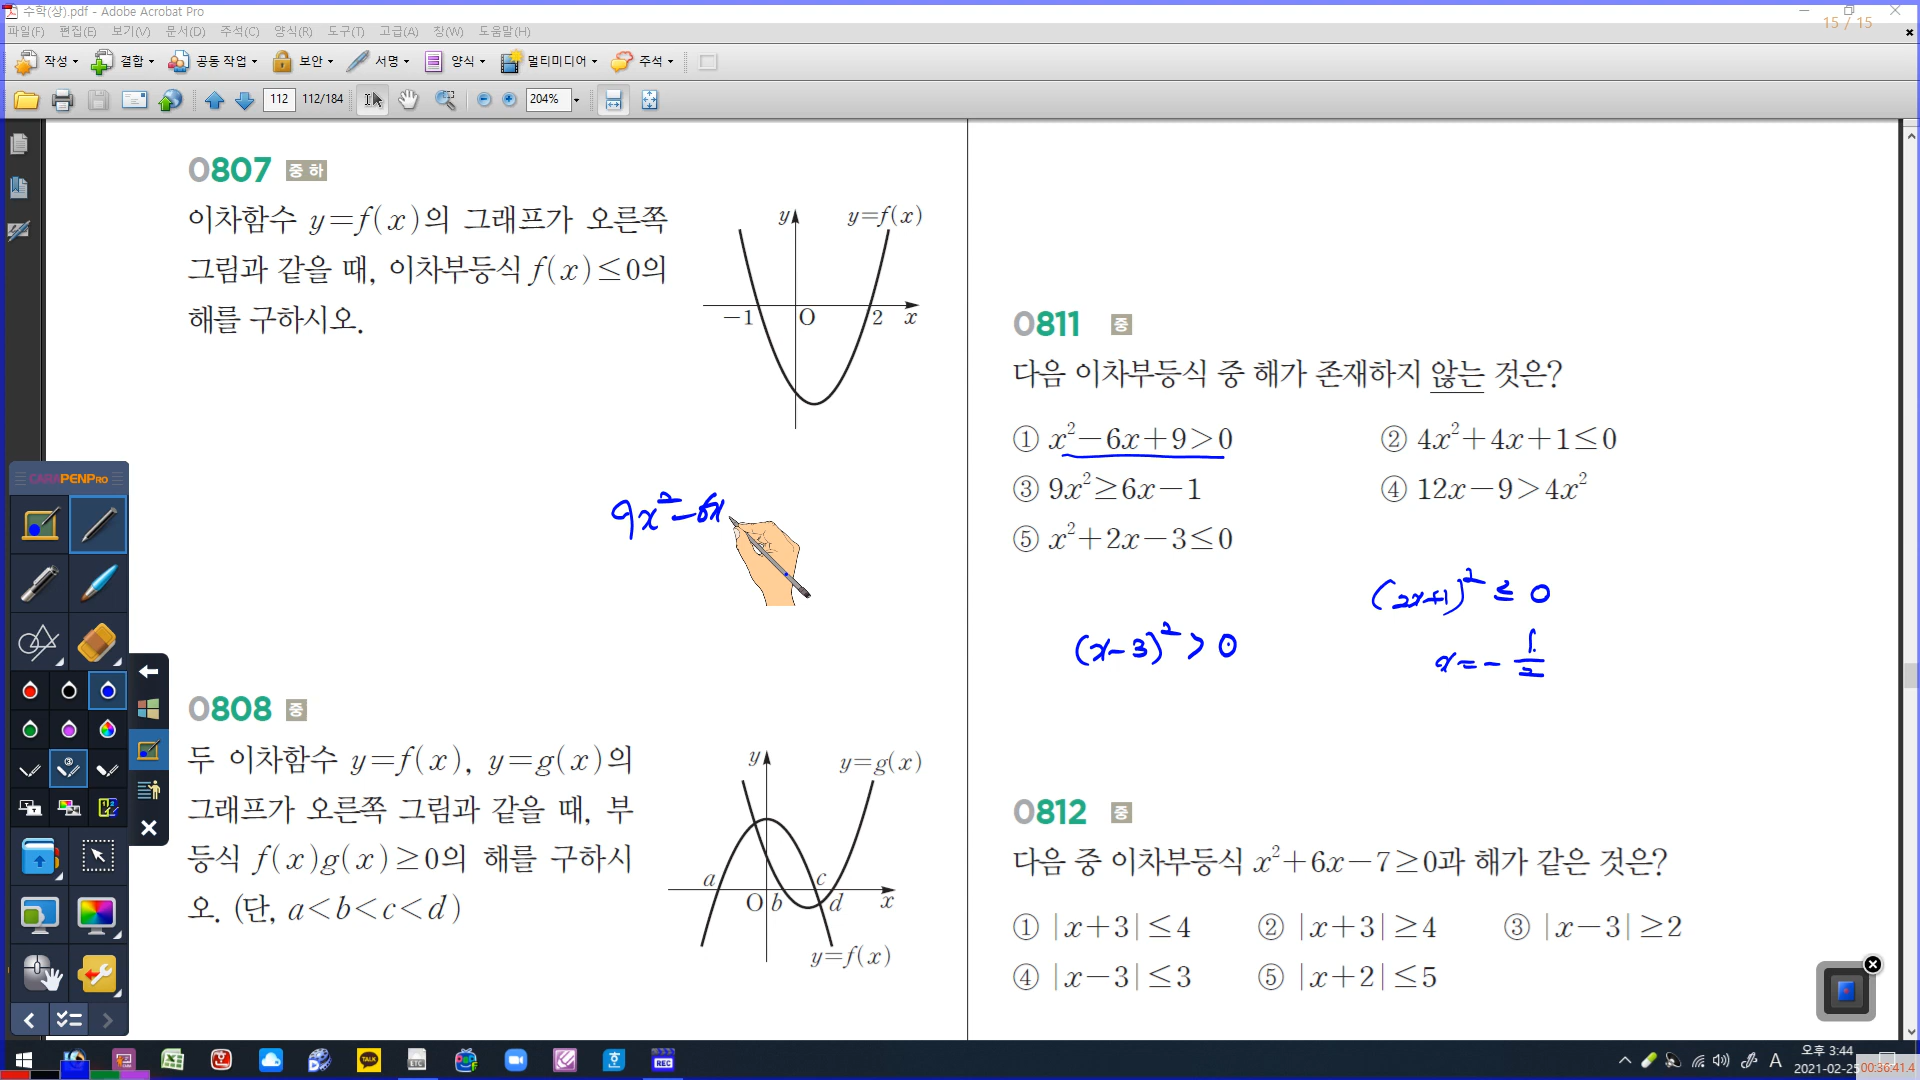 수학(상).pdf - Adobe Acrobat Pro
15 / 15
파일(F) 편집(E) 보기(V) 문서(D) 주석(C) 양식(R) 도구(T) 고급(A) 창(W) 도움말(H)
작성 결합 공동 작업 보안 서명 양식 멀티미디어 주석
112 112/184 204%
0807 중 하
이차함수 y=f(x)의 그래프가 오른쪽
그림과 같을 때, 이차부등식 f(x)≤0의
해를 구하시오.
y y=f(x)
-1 O 2 x
9x²-6x
0808 중
두 이차함수 y=f(x), y=g(x)의
그래프가 오른쪽 그림과 같을 때, 부
등식 f(x)g(x)≥0의 해를 구하시
오. (단, a<b<c<d)
y y=g(x)
a c
O b d x
y=f(x)
0811 중
다음 이차부등식 중 해가 존재하지 않는 것은?
① x²-6x+9>0 ② 4x²+4x+1≤0
③ 9x²≥6x-1 ④ 12x-9>4x²
⑤ x²+2x-3≤0
(2x+1)² ≤ 0
(x-3)² > 0
x=-1/2
0812 중
다음 중 이차부등식 x²+6x-7≥0과 해가 같은 것은?
① |x+3|≤4 ② |x+3|≥4 ③ |x-3|≥2
④ |x-3|≤3 ⑤ |x+2|≤5
PENPRO
③
TALK
REC
A
오후 3:44
2021-02-25
00:36:41.4